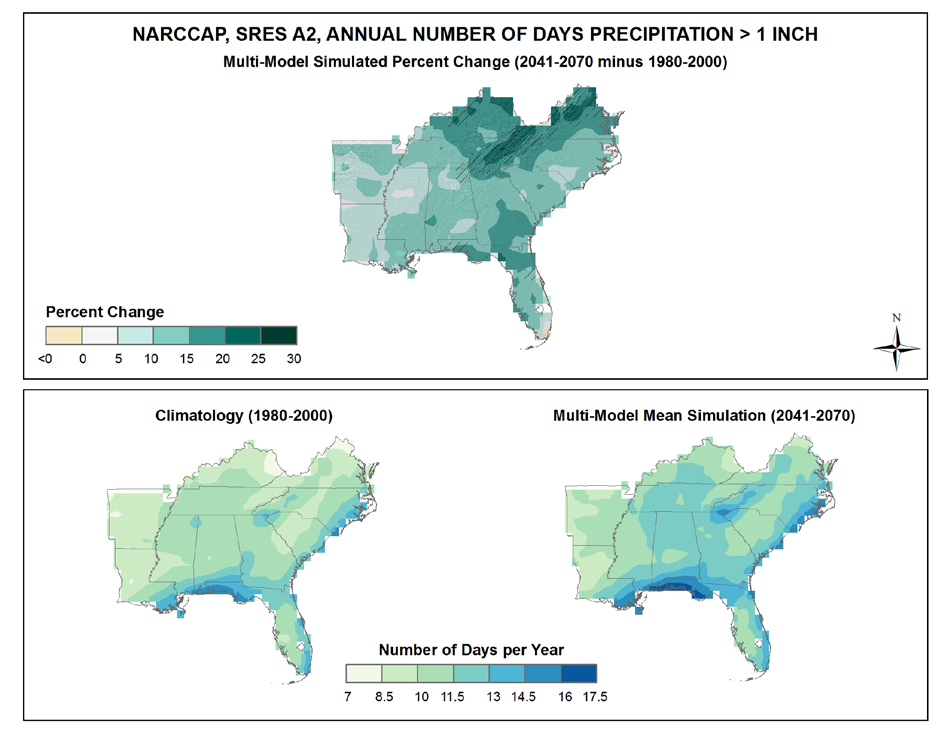 NARCCAP, SRES A2, ANNUAL NUMBER OF DAYS PRECIPITATION > 1 INCH
Multi-Model Simulated Percent Change (2041-2070 minus 1980-2000)
Percent Change
<0 0 5 10 15 20 25 30
N
Climatology (1980-2000)
Multi-Model Mean Simulation (2041-2070)
Number of Days per Year
7 8.5 10 11.5 13 14.5 16 17.5